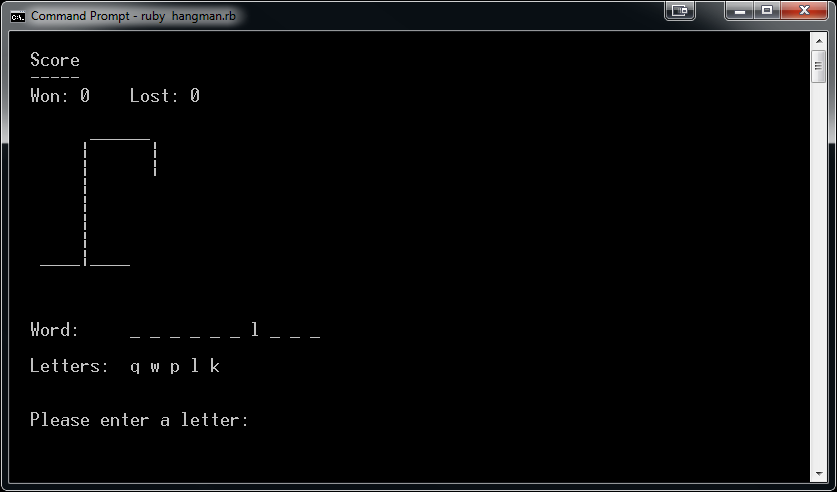 Command Prompt - ruby hangman.rb
Score
-----
Won: 0    Lost: 0
Word:     _ _ _ _ _ _ l _ _ _
Letters:  q w p l k
Please enter a letter: